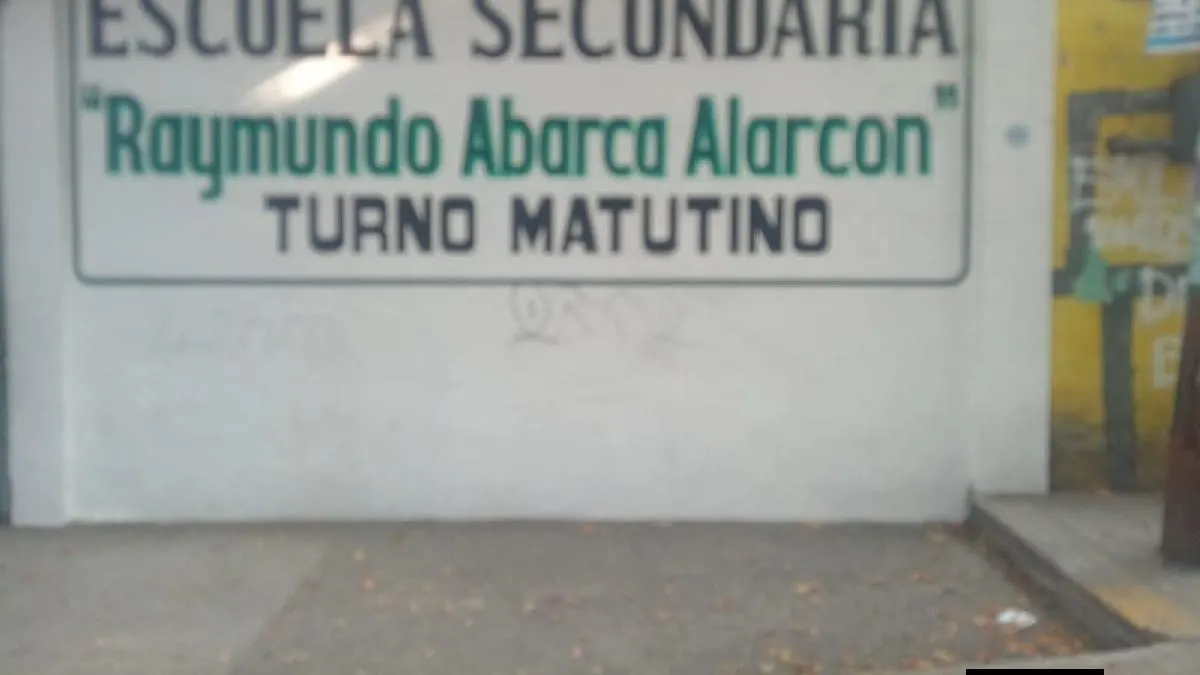 ESCUELA SECUNDARIA
"Raymundo Abarca Alarcon"
TURNO MATUTINO